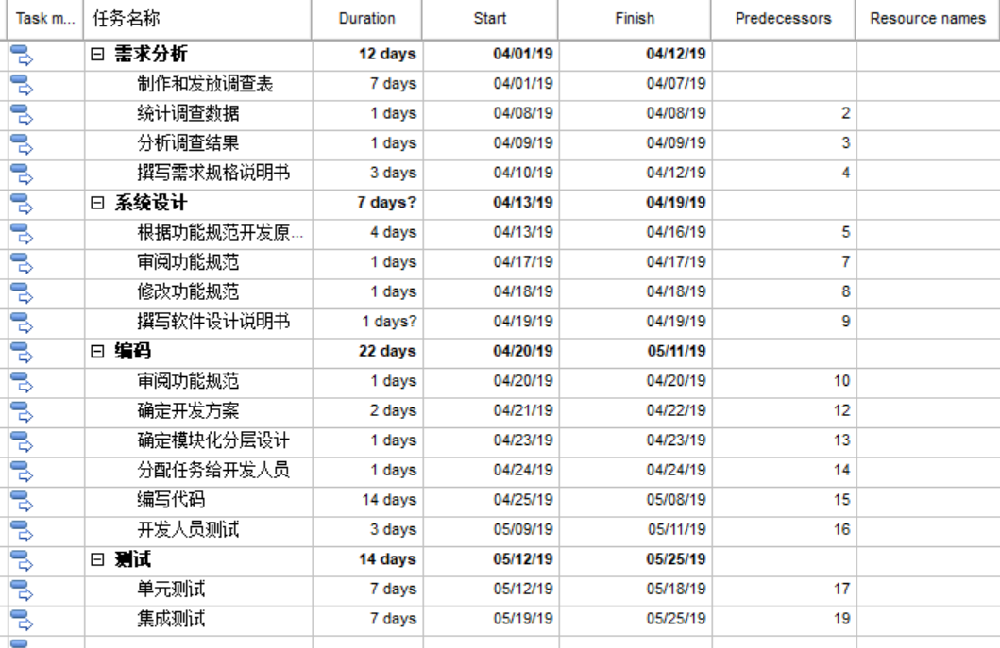 Task m... 任务名称 Duration Start Finish Predecessors Resource names
需求分析 12 days 04/01/19 04/12/19
制作和发放调查表 7 days 04/01/19 04/07/19
统计调查数据 1 days 04/08/19 04/08/19 2
分析调查结果 1 days 04/09/19 04/09/19 3
撰写需求规格说明书 3 days 04/10/19 04/12/19 4
系统设计 7 days? 04/13/19 04/19/19
根据功能规范开发原... 4 days 04/13/19 04/16/19 5
审阅功能规范 1 days 04/17/19 04/17/19 7
修改功能规范 1 days 04/18/19 04/18/19 8
撰写软件设计说明书 1 days? 04/19/19 04/19/19 9
编码 22 days 04/20/19 05/11/19
审阅功能规范 1 days 04/20/19 04/20/19 10
确定开发方案 2 days 04/21/19 04/22/19 12
确定模块化分层设计 1 days 04/23/19 04/23/19 13
分配任务给开发人员 1 days 04/24/19 04/24/19 14
编写代码 14 days 04/25/19 05/08/19 15
开发人员测试 3 days 05/09/19 05/11/19 16
测试 14 days 05/12/19 05/25/19
单元测试 7 days 05/12/19 05/18/19 17
集成测试 7 days 05/19/19 05/25/19 19